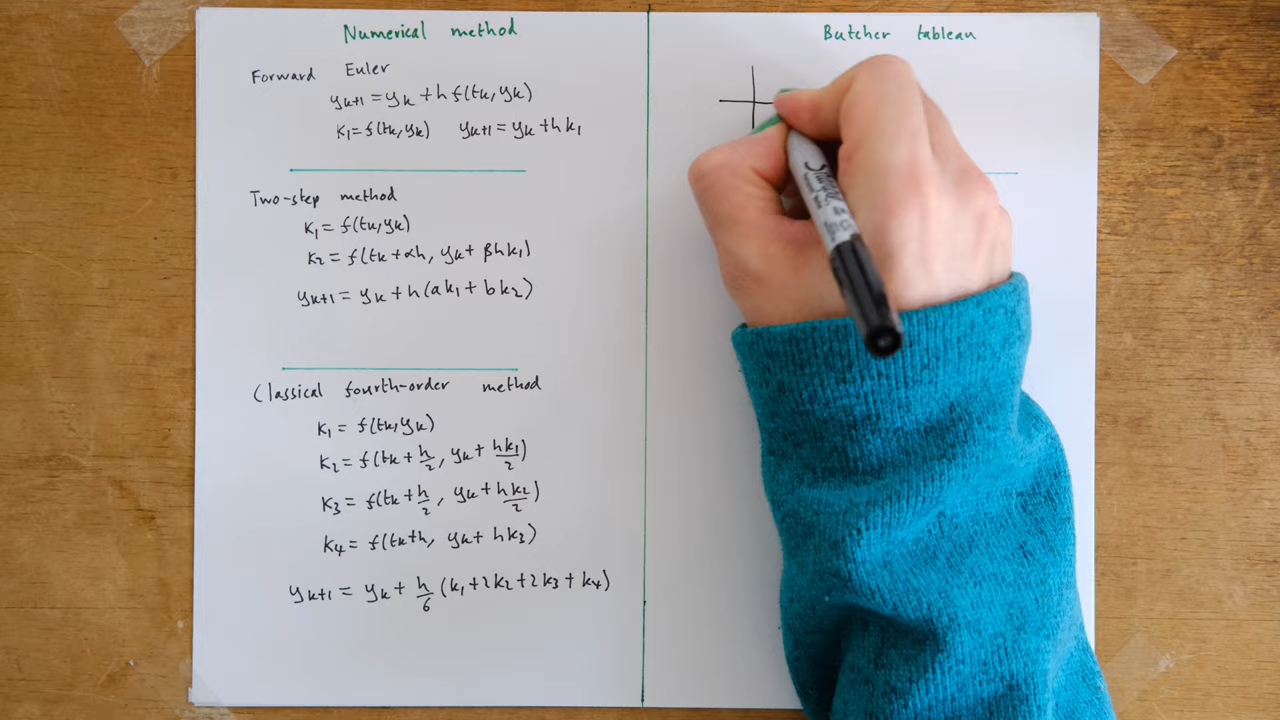 Numerical method
Butcher tableau
Forward Euler
yₖ₊₁ = yₖ + h f(tₖ, yₖ)
k₁ = f(tₖ, yₖ) yₖ₊₁ = yₖ + h k₁
Two-step method
k₁ = f(tₖ, yₖ)
k₂ = f(tₖ + αh, yₖ + βhk₁)
yₖ₊₁ = yₖ + h(ak₁ + bk₂)
Classical fourth-order method
k₁ = f(tₖ, yₖ)
k₂ = f(tₖ + h/2, yₖ + hk₁/2)
k₃ = f(tₖ + h/2, yₖ + hk₂/2)
k₄ = f(tₖ + h, yₖ + hk₃)
yₖ₊₁ = yₖ + h/6 (k₁ + 2k₂ + 2k₃ + k₄)
Sharpie